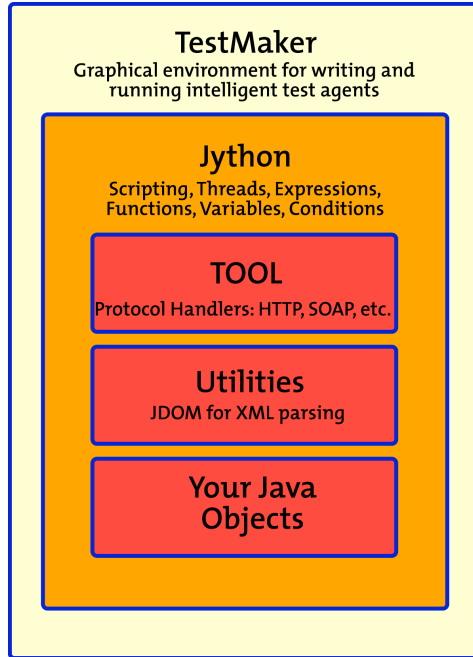 TestMaker
Graphical environment for writing and
running intelligent test agents
Jython
Scripting, Threads, Expressions,
Functions, Variables, Conditions
TOOL
Protocol Handlers: HTTP, SOAP, etc.
Utilities
JDOM for XML parsing
Your Java
Objects